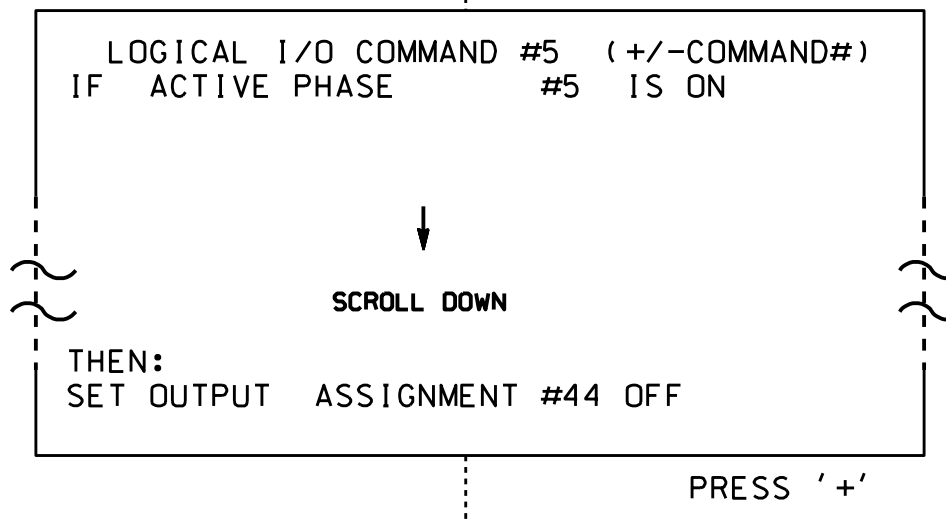 LOGICAL I/O COMMAND #5 (+/-COMMAND#)
IF ACTIVE PHASE #5 IS ON
SCROLL DOWN
THEN:
SET OUTPUT ASSIGNMENT #44 OFF
PRESS '+'